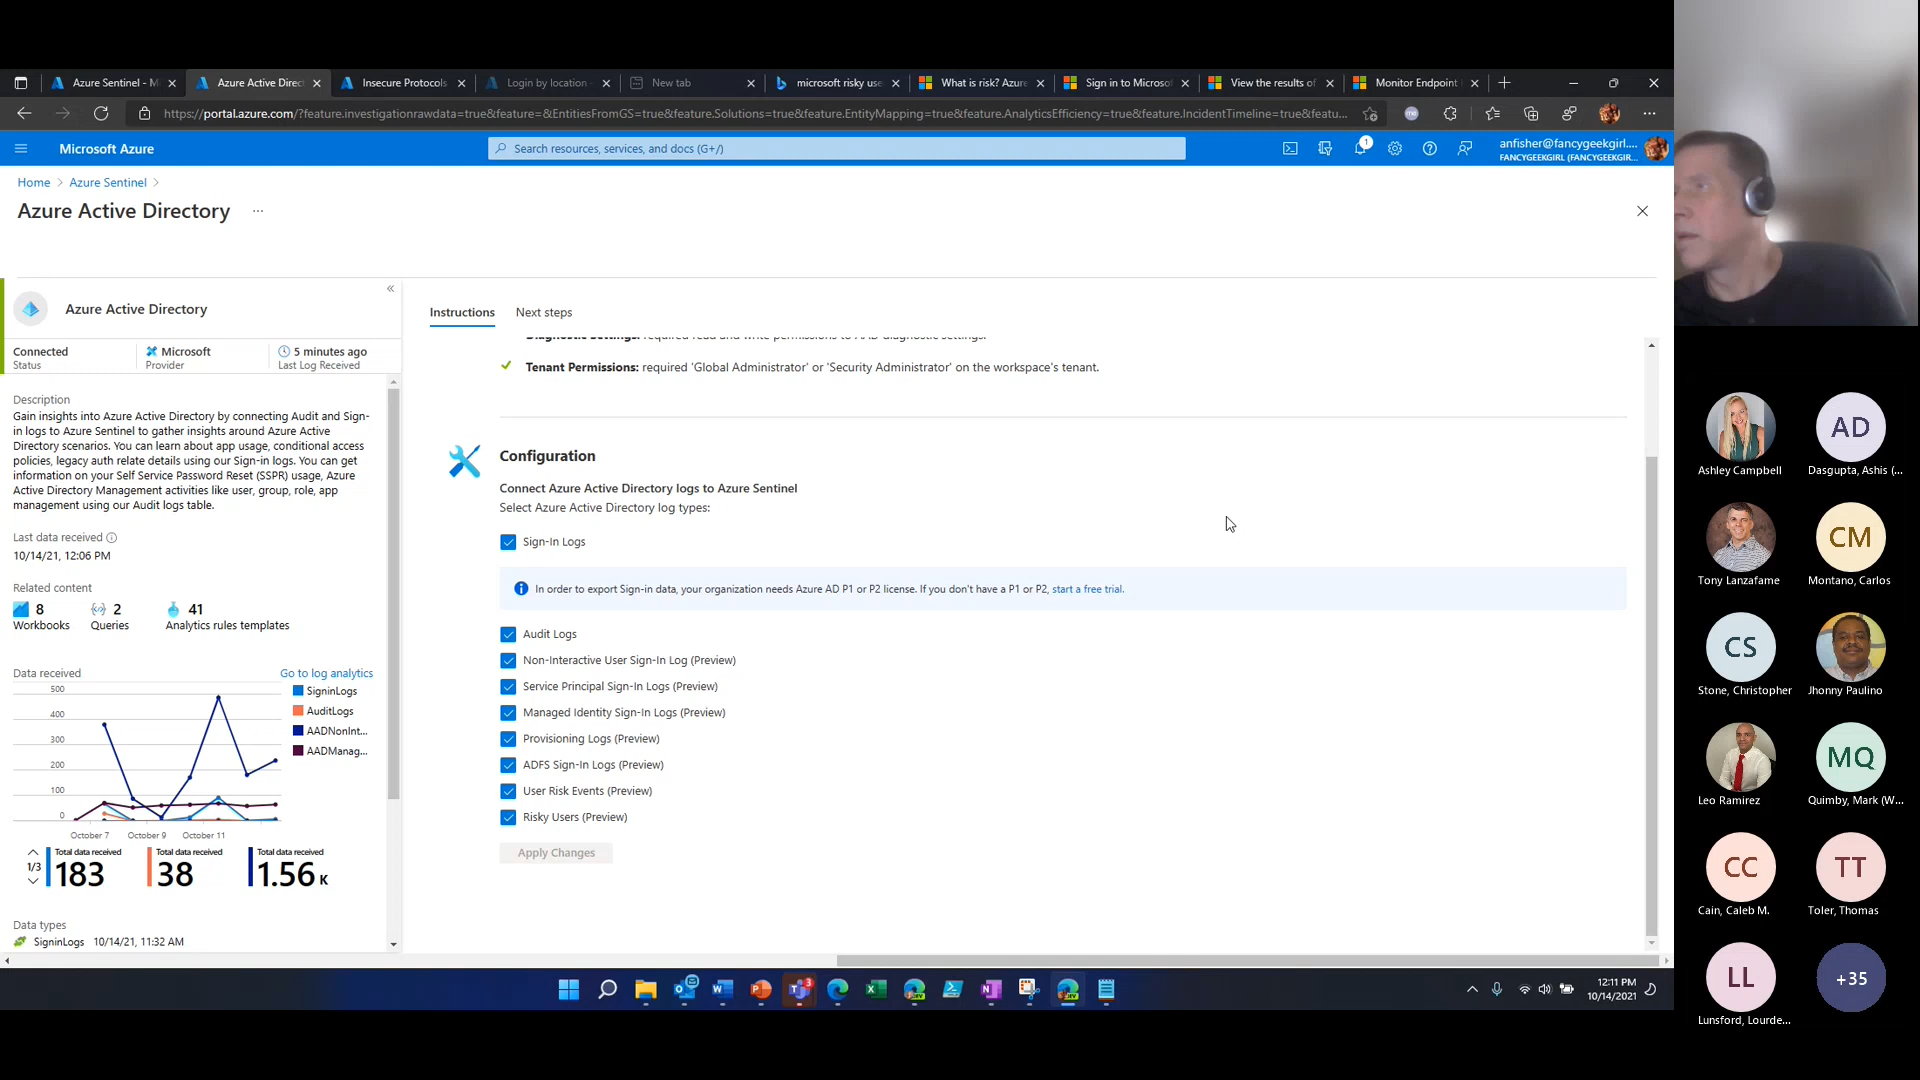 Azure Sentinel - M
Azure Active Direc
Insecure Protocols
Login by location -
New tab
microsoft risky use
What is risk? Azure
Sign in to Microsof
View the results of
Monitor Endpoint
https://portal.azure.com/?feature.investigationrawdata=true&feature=&EntitiesFromGS=true&feature.Solutions=true&feature.EntityMapping=true&feature.AnalyticsEfficiency=true&feature.IncidentTimeline=true&featu...
Microsoft Azure
Search resources, services, and docs (G+/)
1
anfisher@fancygeekgirl....
FANCYGEEKGIRL (FANCYGEEKGIR...
Home > Azure Sentinel >
Azure Active Directory ...
Azure Active Directory
Connected
Status
Microsoft
Provider
5 minutes ago
Last Log Received
Description
Gain insights into Azure Active Directory by connecting Audit and Sign-
in logs to Azure Sentinel to gather insights around Azure Active
Directory scenarios. You can learn about app usage, conditional access
policies, legacy auth relate details using our Sign-in logs. You can get
information on your Self Service Password Reset (SSPR) usage, Azure
Active Directory Management activities like user, group, role, app
management using our Audit logs table.
Last data received
10/14/21, 12:06 PM
Related content
8
Workbooks
2
Queries
41
Analytics rules templates
Data received
Go to log analytics
500
400
300
200
100
0
October 7
October 9
October 11
SigninLogs
AuditLogs
AADNonInt...
AADManag...
1/3
Total data received
183
Total data received
38
Total data received
1.56 K
Data types
SigninLogs 10/14/21, 11:32 AM
Instructions
Next steps
Diagnostic Settings: required read and write permissions to AAD diagnostic settings.
Tenant Permissions: required 'Global Administrator' or 'Security Administrator' on the workspace's tenant.
Configuration
Connect Azure Active Directory logs to Azure Sentinel
Select Azure Active Directory log types:
Sign-In Logs
In order to export Sign-in data, your organization needs Azure AD P1 or P2 license. If you don't have a P1 or P2, start a free trial.
Audit Logs
Non-Interactive User Sign-In Log (Preview)
Service Principal Sign-In Logs (Preview)
Managed Identity Sign-In Logs (Preview)
Provisioning Logs (Preview)
ADFS Sign-In Logs (Preview)
User Risk Events (Preview)
Risky Users (Preview)
Apply Changes
3
12:11 PM
10/14/2021
Ashley Campbell
AD
Dasgupta, Ashis (...
Tony Lanzafame
CM
Montano, Carlos
CS
Stone, Christopher
Jhonny Paulino
Leo Ramirez
MQ
Quimby, Mark (W...
CC
Cain, Caleb M.
TT
Toler, Thomas
LL
Lunsford, Lourde...
+35